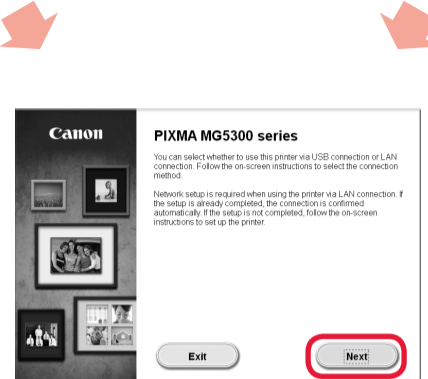 Canon
PIXMA MG5300 series
You can select whether to use this printer via USB connection or LAN
connection. Follow the on-screen instructions to select the connection
method.
Network setup is required when using the printer via LAN connection. If
the setup is already completed, the connection is confirmed
automatically. If the setup is not completed, follow the on-screen
instructions to set up the printer.
Exit
Next